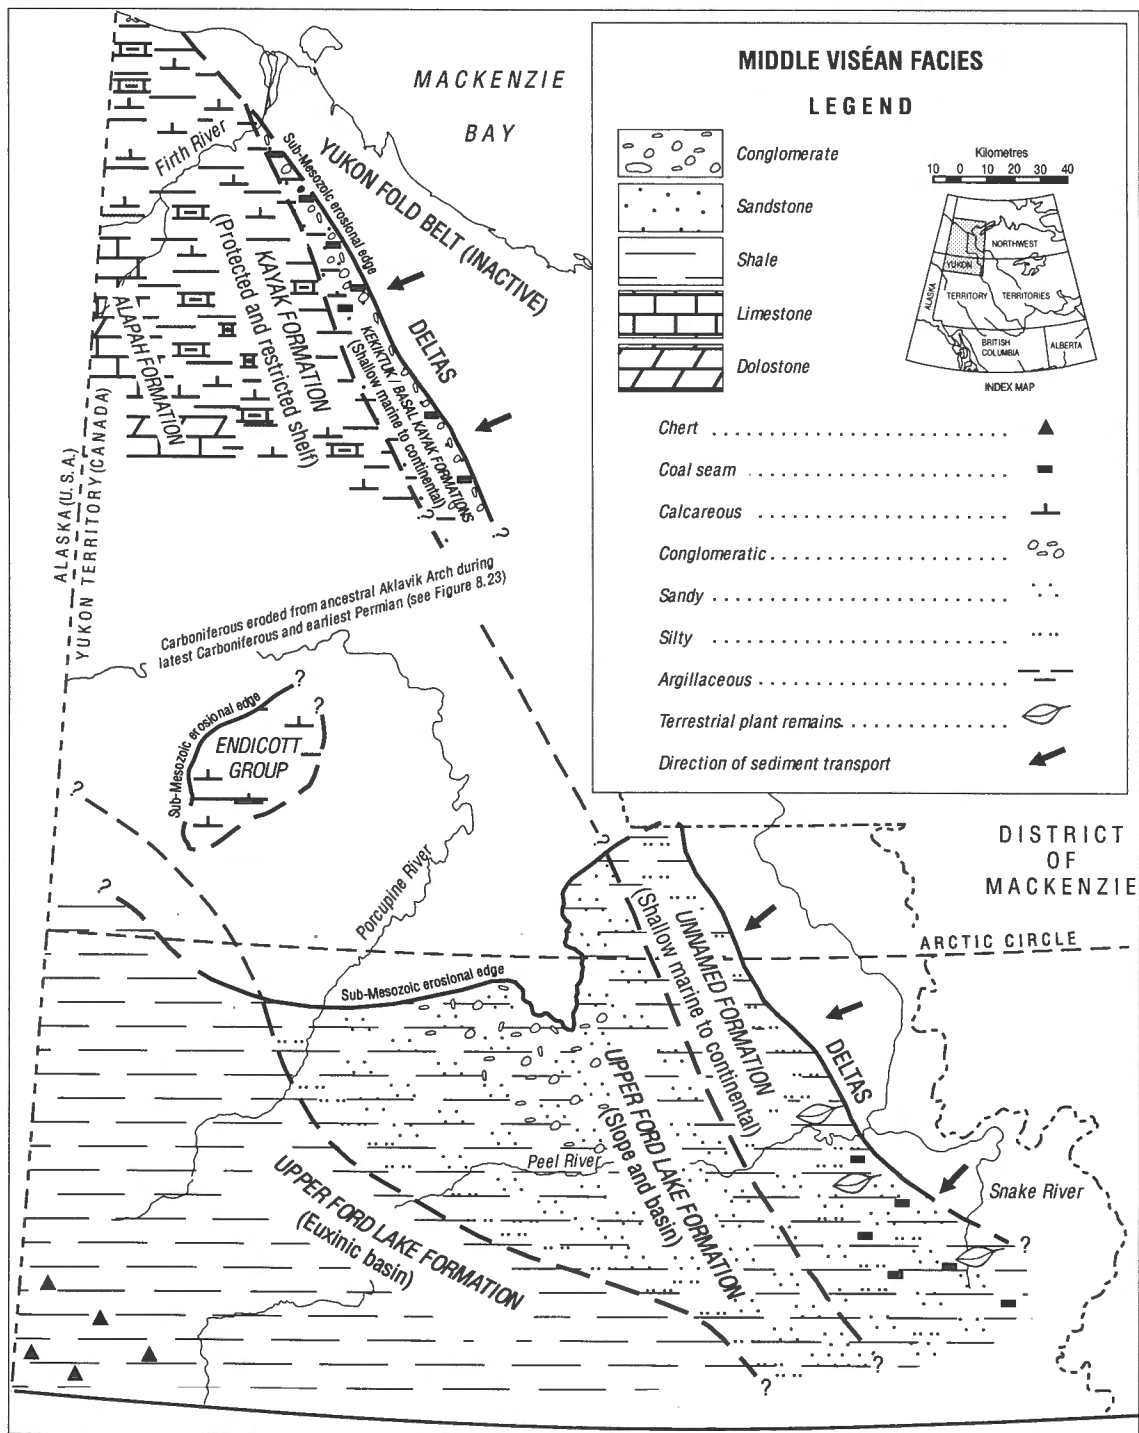 MIDDLE VISÉAN FACIES
LEGEND
Conglomerate
Sandstone
Shale
Limestone
Dolostone
Kilometres
10 0 10 20 30 40
NORTHWEST
YUKON
TERRITORY
TERRITORIES
ALASKA
BRITISH
COLUMBIA
ALBERTA
INDEX MAP
Chert
Coal seam
Calcareous
Conglomeratic
Sandy
Silty
Argillaceous
Terrestrial plant remains
Direction of sediment transport
MACKENZIE
BAY
Firth River
Sub-Mesozoic erosional edge
YUKON FOLD BELT (INACTIVE)
KAYAK FORMATION
(Protected and restricted shelf)
ALAPAH FORMATION
KEKIKTUK / BASAL KAYAK FORMATIONS
(Shallow marine to continental)
DELTAS
?
?
ALASKA (U.S.A.)
YUKON TERRITORY (CANADA)
Carboniferous eroded from ancestral Aklavik Arch during
latest Carboniferous and earliest Permian (see Figure 8.23)
?
?
Sub-Mesozoic erosional edge
ENDICOTT
GROUP
?
?
?
Porcupine River
DISTRICT
OF
MACKENZIE
ARCTIC CIRCLE
Sub-Mesozoic erosional edge
UNNAMED FORMATION
(Shallow marine to continental)
DELTAS
UPPER FORD LAKE FORMATION
(Slope and basin)
Peel River
Snake River
UPPER FORD LAKE FORMATION
(Euxinic basin)
?
?
?